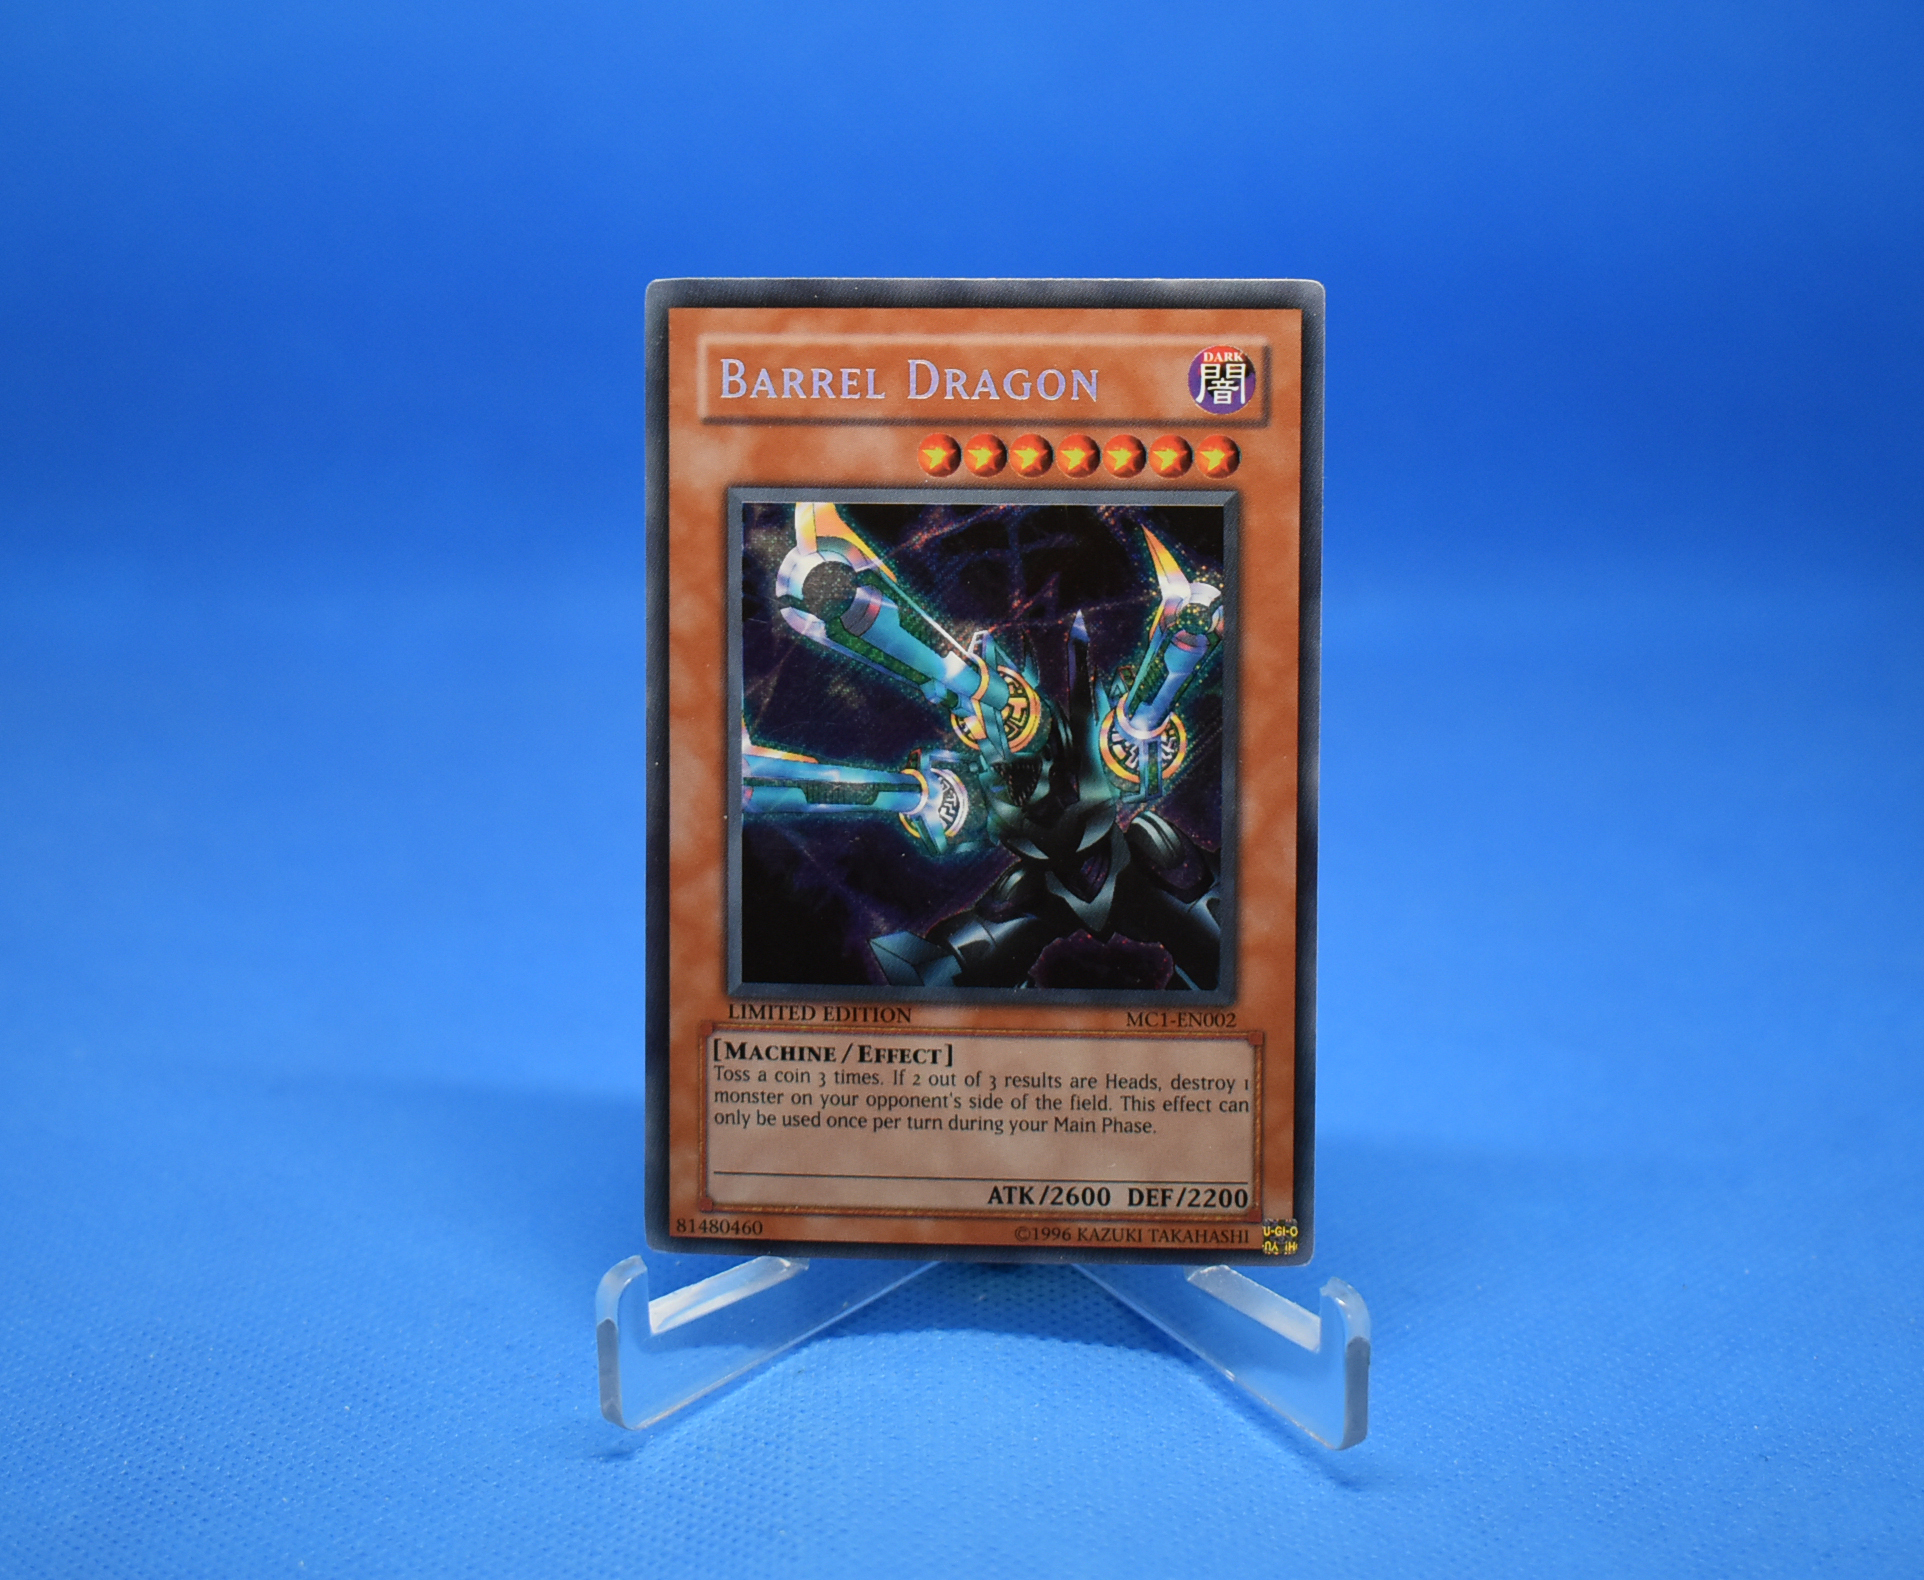 BARREL DRAGON
DARK
闇
LIMITED EDITION
MC1-EN002
[MACHINE/EFFECT]
Toss a coin 3 times. If 2 out of 3 results are Heads, destroy 1
monster on your opponent's side of the field. This effect can
only be used once per turn during your Main Phase.
ATK/2600 DEF/2200
81480460
©1996 KAZUKI TAKAHASHI
U-GI-O